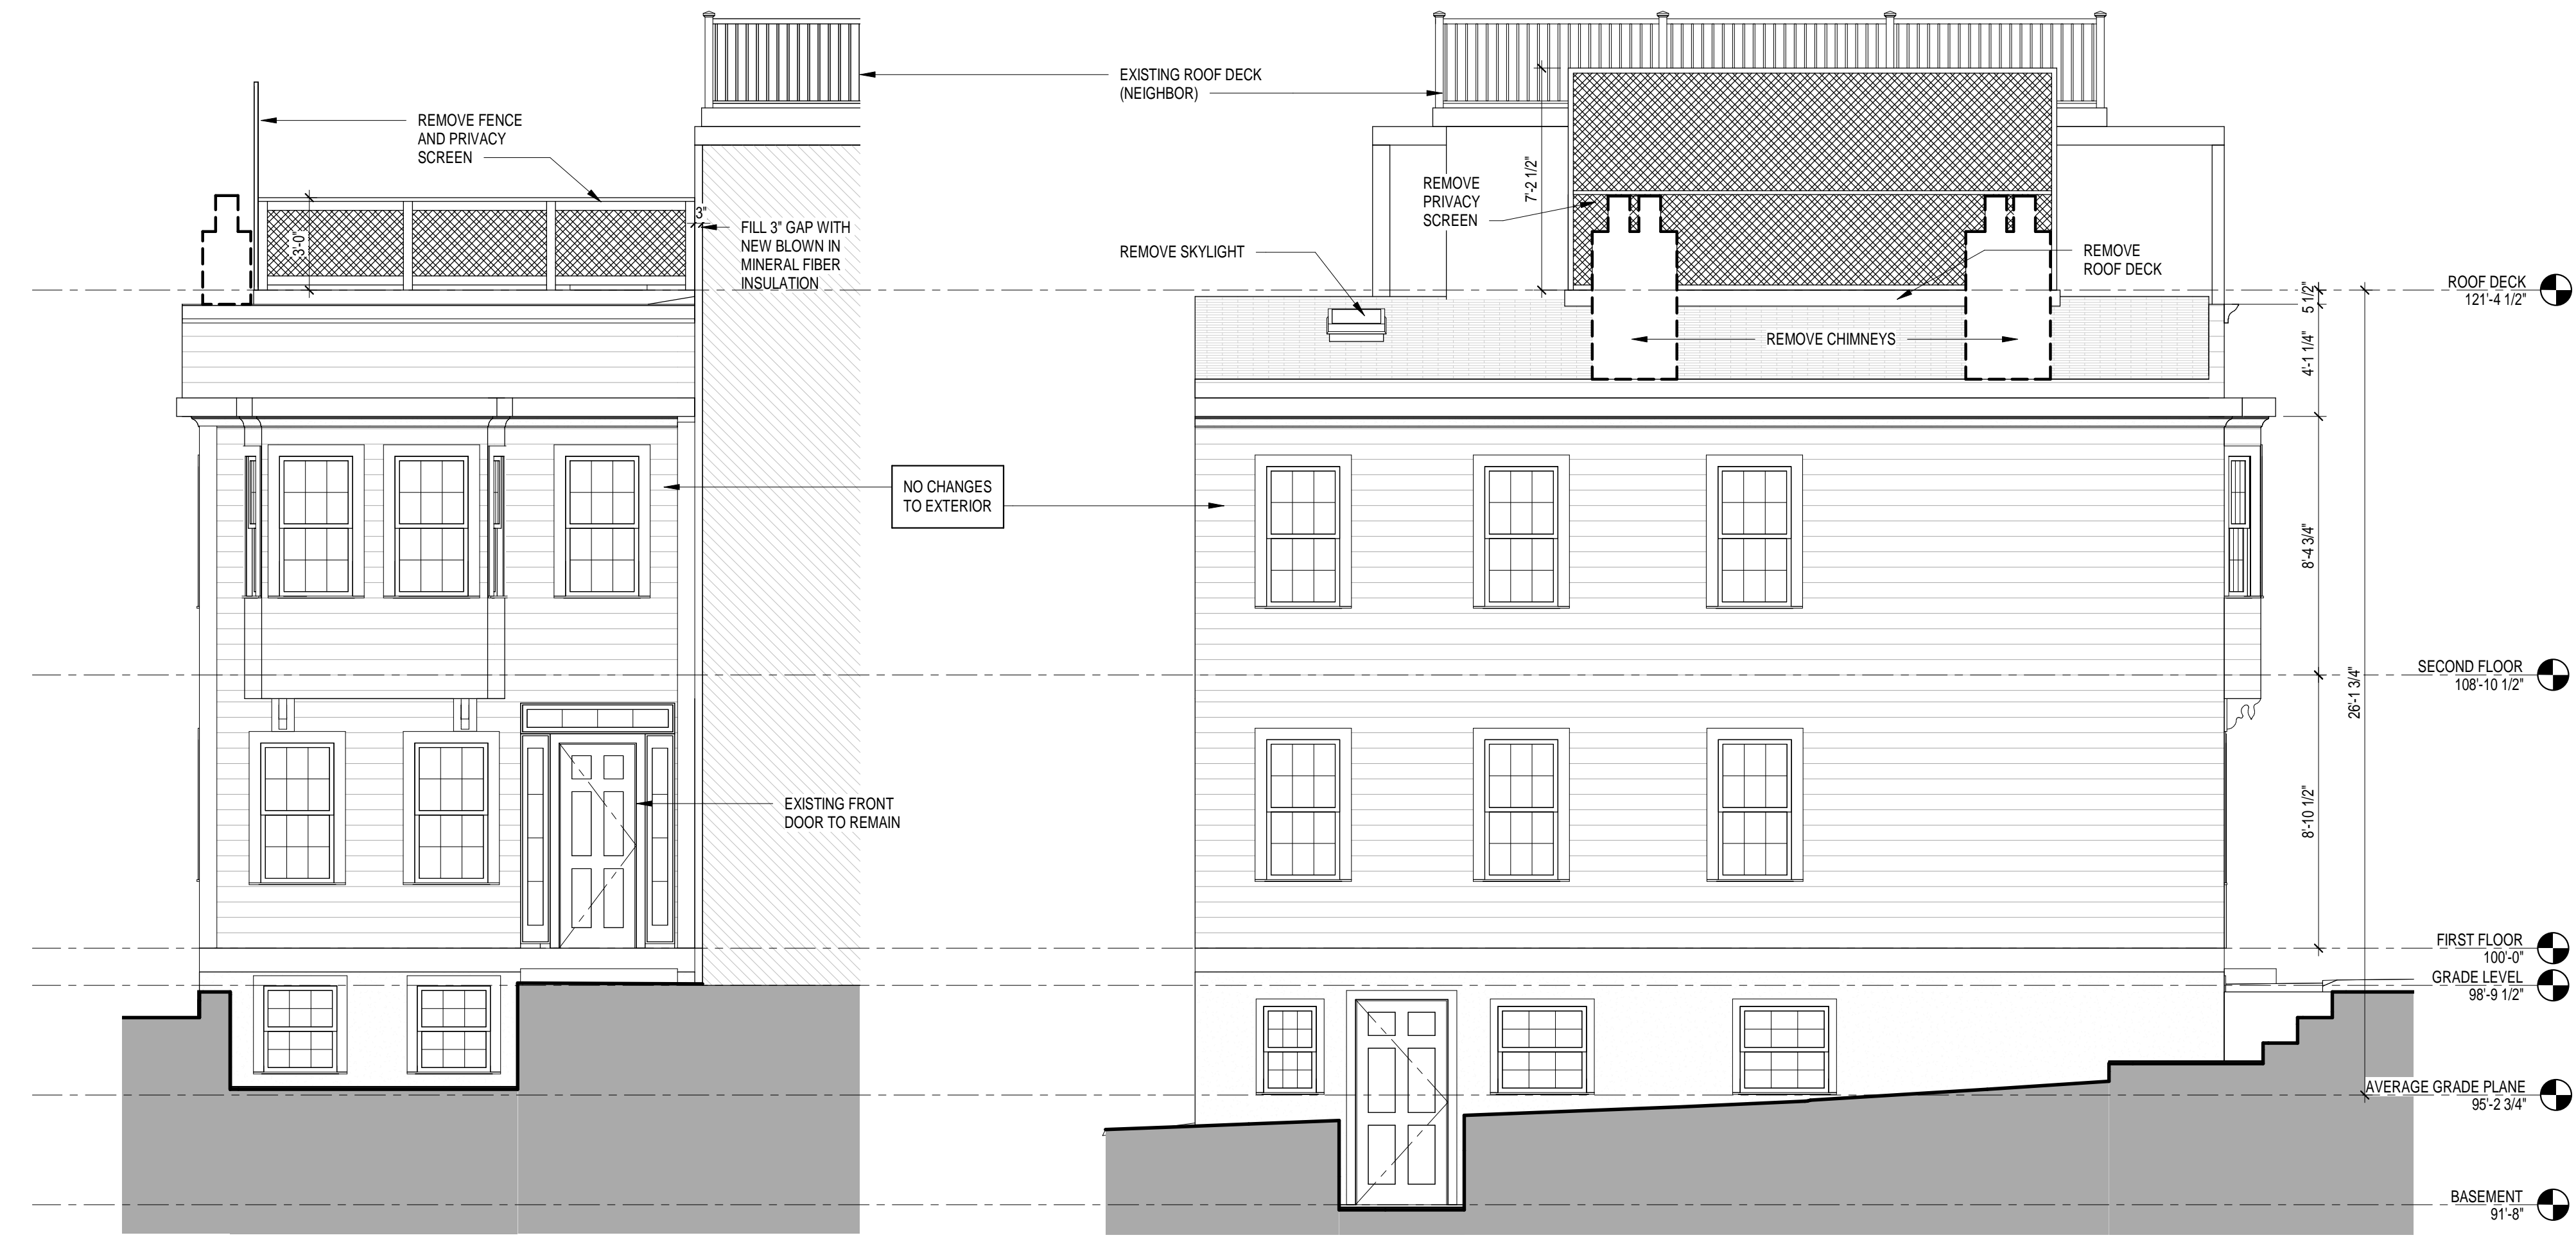 EXISTING ROOF DECK
(NEIGHBOR)
REMOVE FENCE
AND PRIVACY
SCREEN
3'-0"
3"
FILL 3" GAP WITH
NEW BLOWN IN
MINERAL FIBER
INSULATION
7'-2 1/2"
REMOVE
PRIVACY
SCREEN
REMOVE SKYLIGHT
REMOVE
ROOF DECK
REMOVE CHIMNEYS
NO CHANGES
TO EXTERIOR
EXISTING FRONT
DOOR TO REMAIN
5 1/2"
4'-1 1/4"
8'-4 3/4"
8'-10 1/2"
26'-1 3/4"
ROOF DECK
121'-4 1/2"
SECOND FLOOR
108'-10 1/2"
FIRST FLOOR
100'-0"
GRADE LEVEL
98'-9 1/2"
AVERAGE GRADE PLANE
95'-2 3/4"
BASEMENT
91'-8"